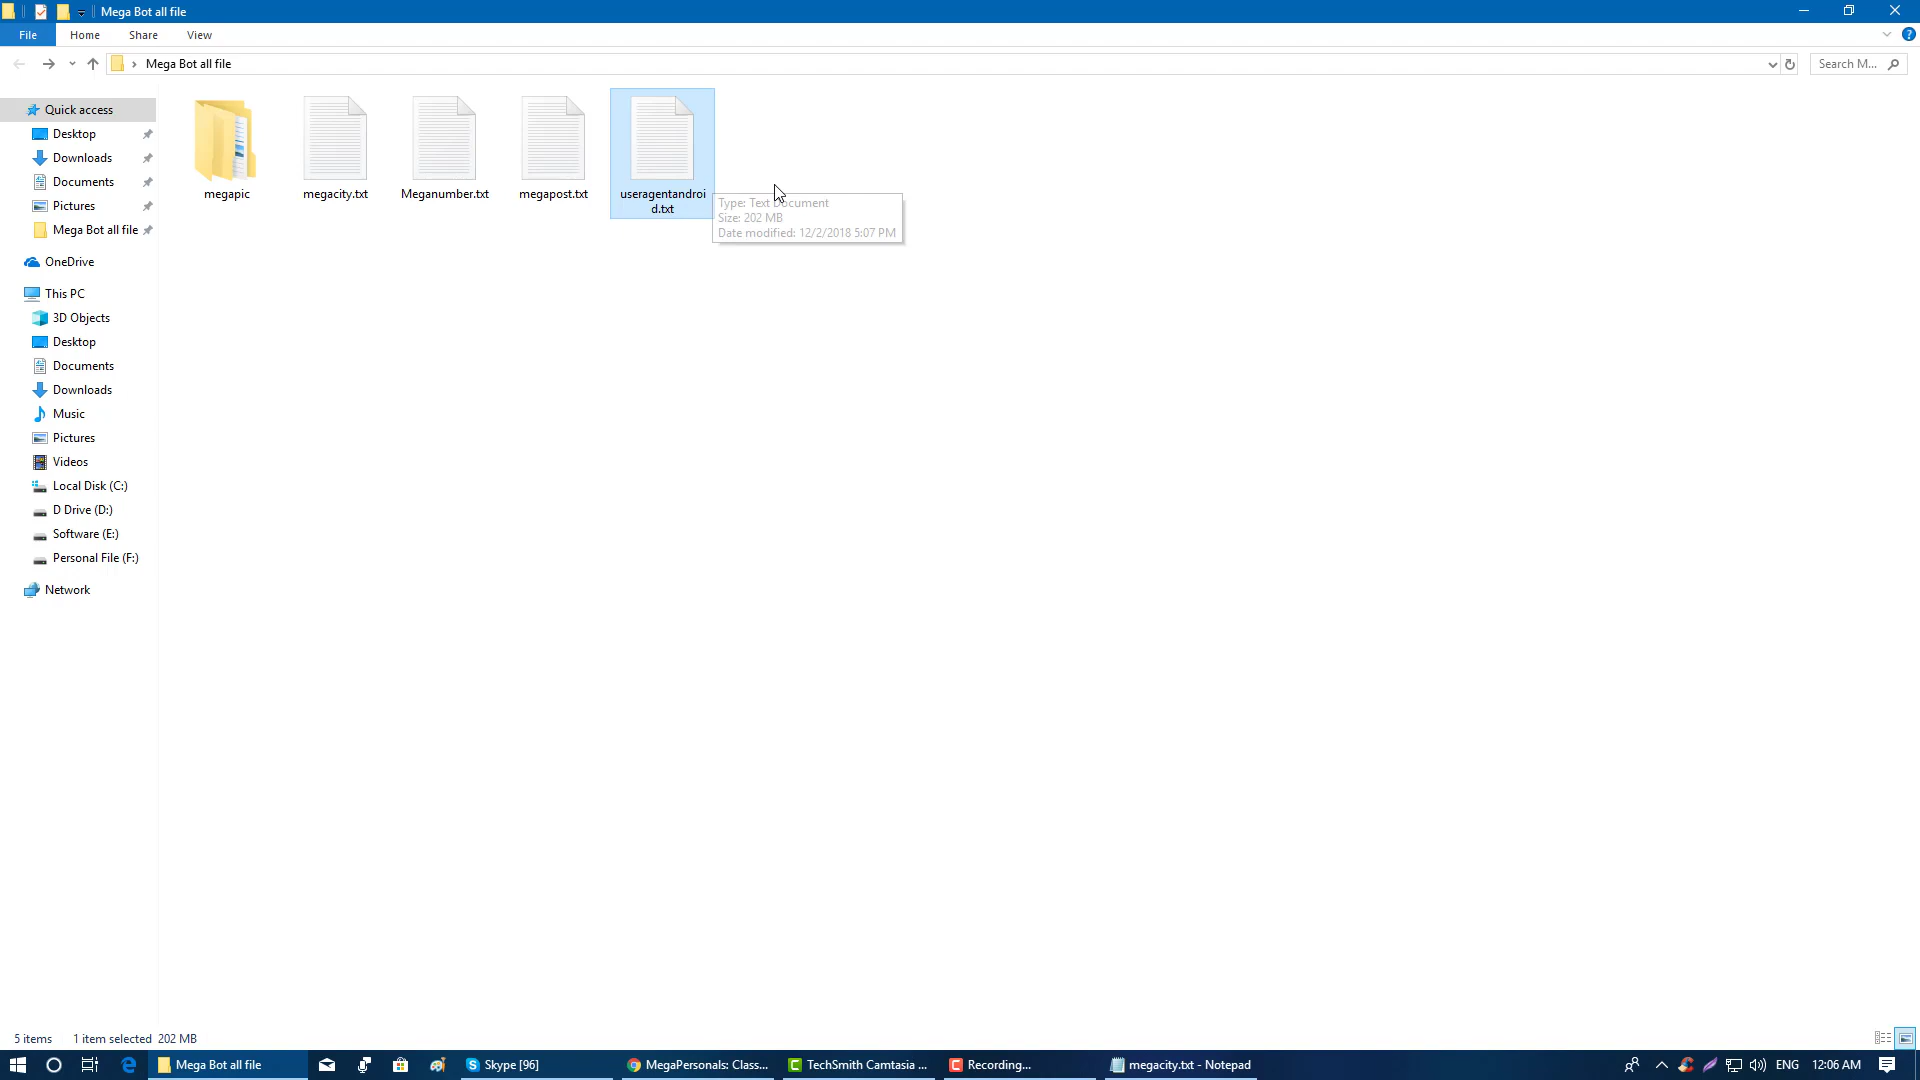 Mega Bot all file
File
Home
Share
View
Mega Bot all file
Search M...
Quick access
Desktop
Downloads
Documents
Pictures
Mega Bot all file
OneDrive
This PC
3D Objects
Desktop
Documents
Downloads
Music
Pictures
Videos
Local Disk (C:)
D Drive (D:)
Software (E:)
Personal File (F:)
Network
megapic
megacity.txt
Meganumber.txt
megapost.txt
useragentandroi
d.txt
Type: Text Document
Size: 202 MB
Date modified: 12/2/2018 5:07 PM
5 items
1 item selected 202 MB
Mega Bot all file
Skype [96]
MegaPersonals: Class...
TechSmith Camtasia ...
Recording...
megacity.txt - Notepad
ENG
12:06 AM